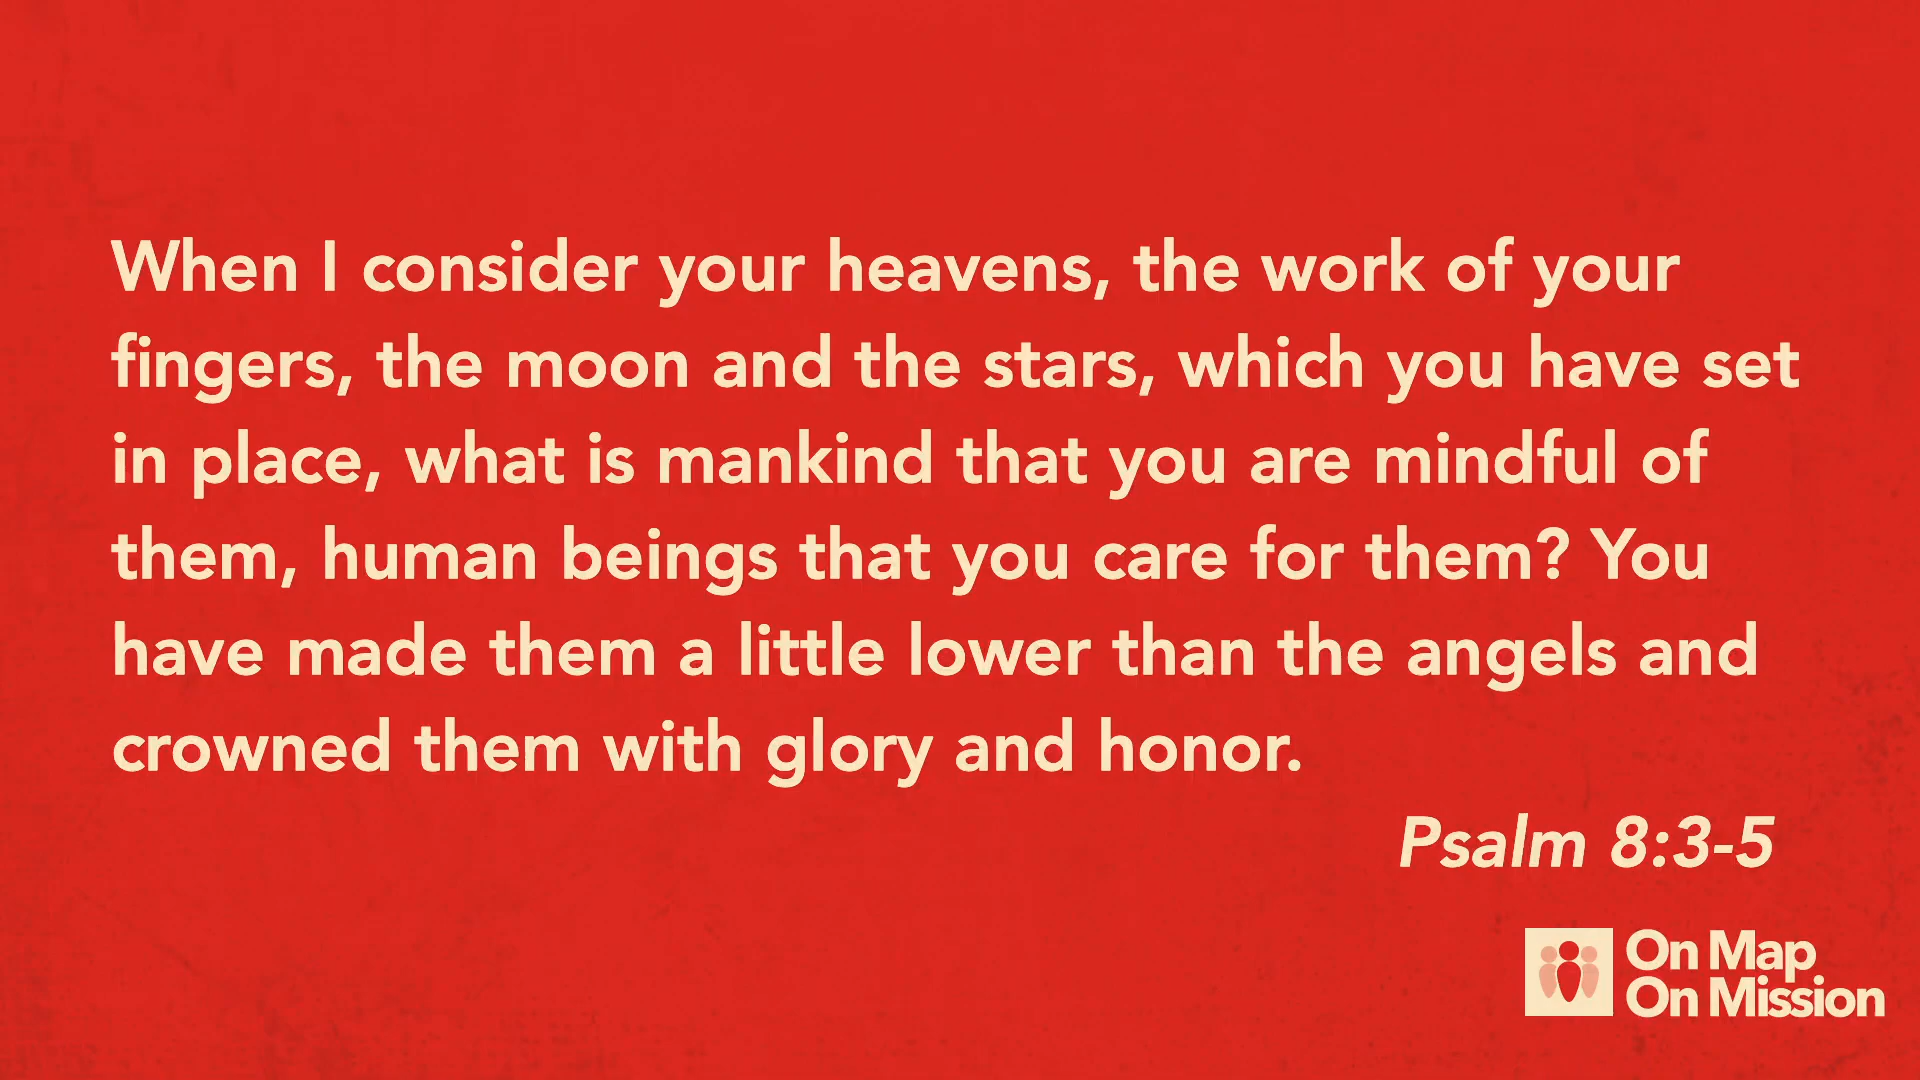 When I consider your heavens, the work of your
fingers, the moon and the stars, which you have set
in place, what is mankind that you are mindful of
them, human beings that you care for them? You
have made them a little lower than the angels and
crowned them with glory and honor.
Psalm 8:3-5
On Map
On Mission